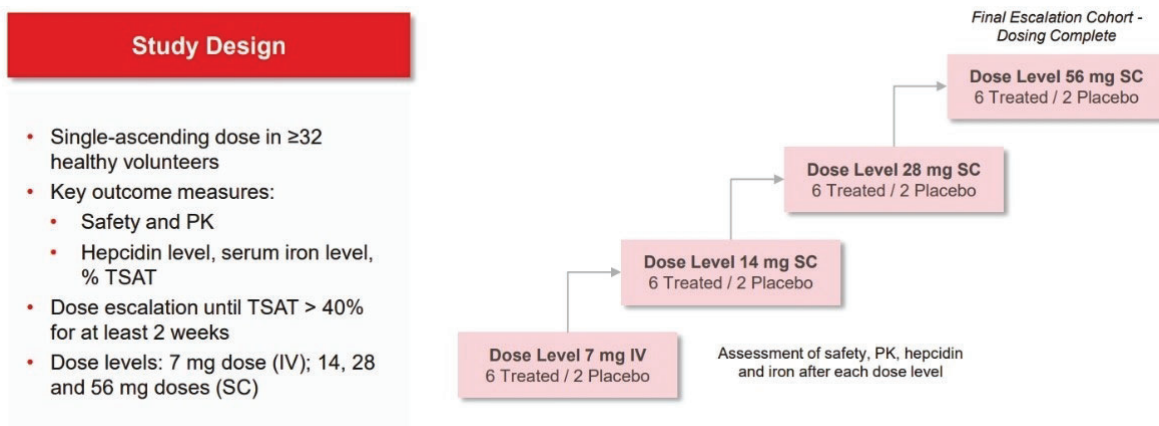 Study Design
• Single-ascending dose in ≥32
healthy volunteers
• Key outcome measures:
• Safety and PK
• Hepcidin level, serum iron level,
% TSAT
• Dose escalation until TSAT > 40%
for at least 2 weeks
• Dose levels: 7 mg dose (IV); 14, 28
and 56 mg doses (SC)
Final Escalation Cohort -
Dosing Complete
Dose Level 56 mg SC
6 Treated / 2 Placebo
Dose Level 28 mg SC
6 Treated / 2 Placebo
Dose Level 14 mg SC
6 Treated / 2 Placebo
Dose Level 7 mg IV
6 Treated / 2 Placebo
Assessment of safety, PK, hepcidin
and iron after each dose level